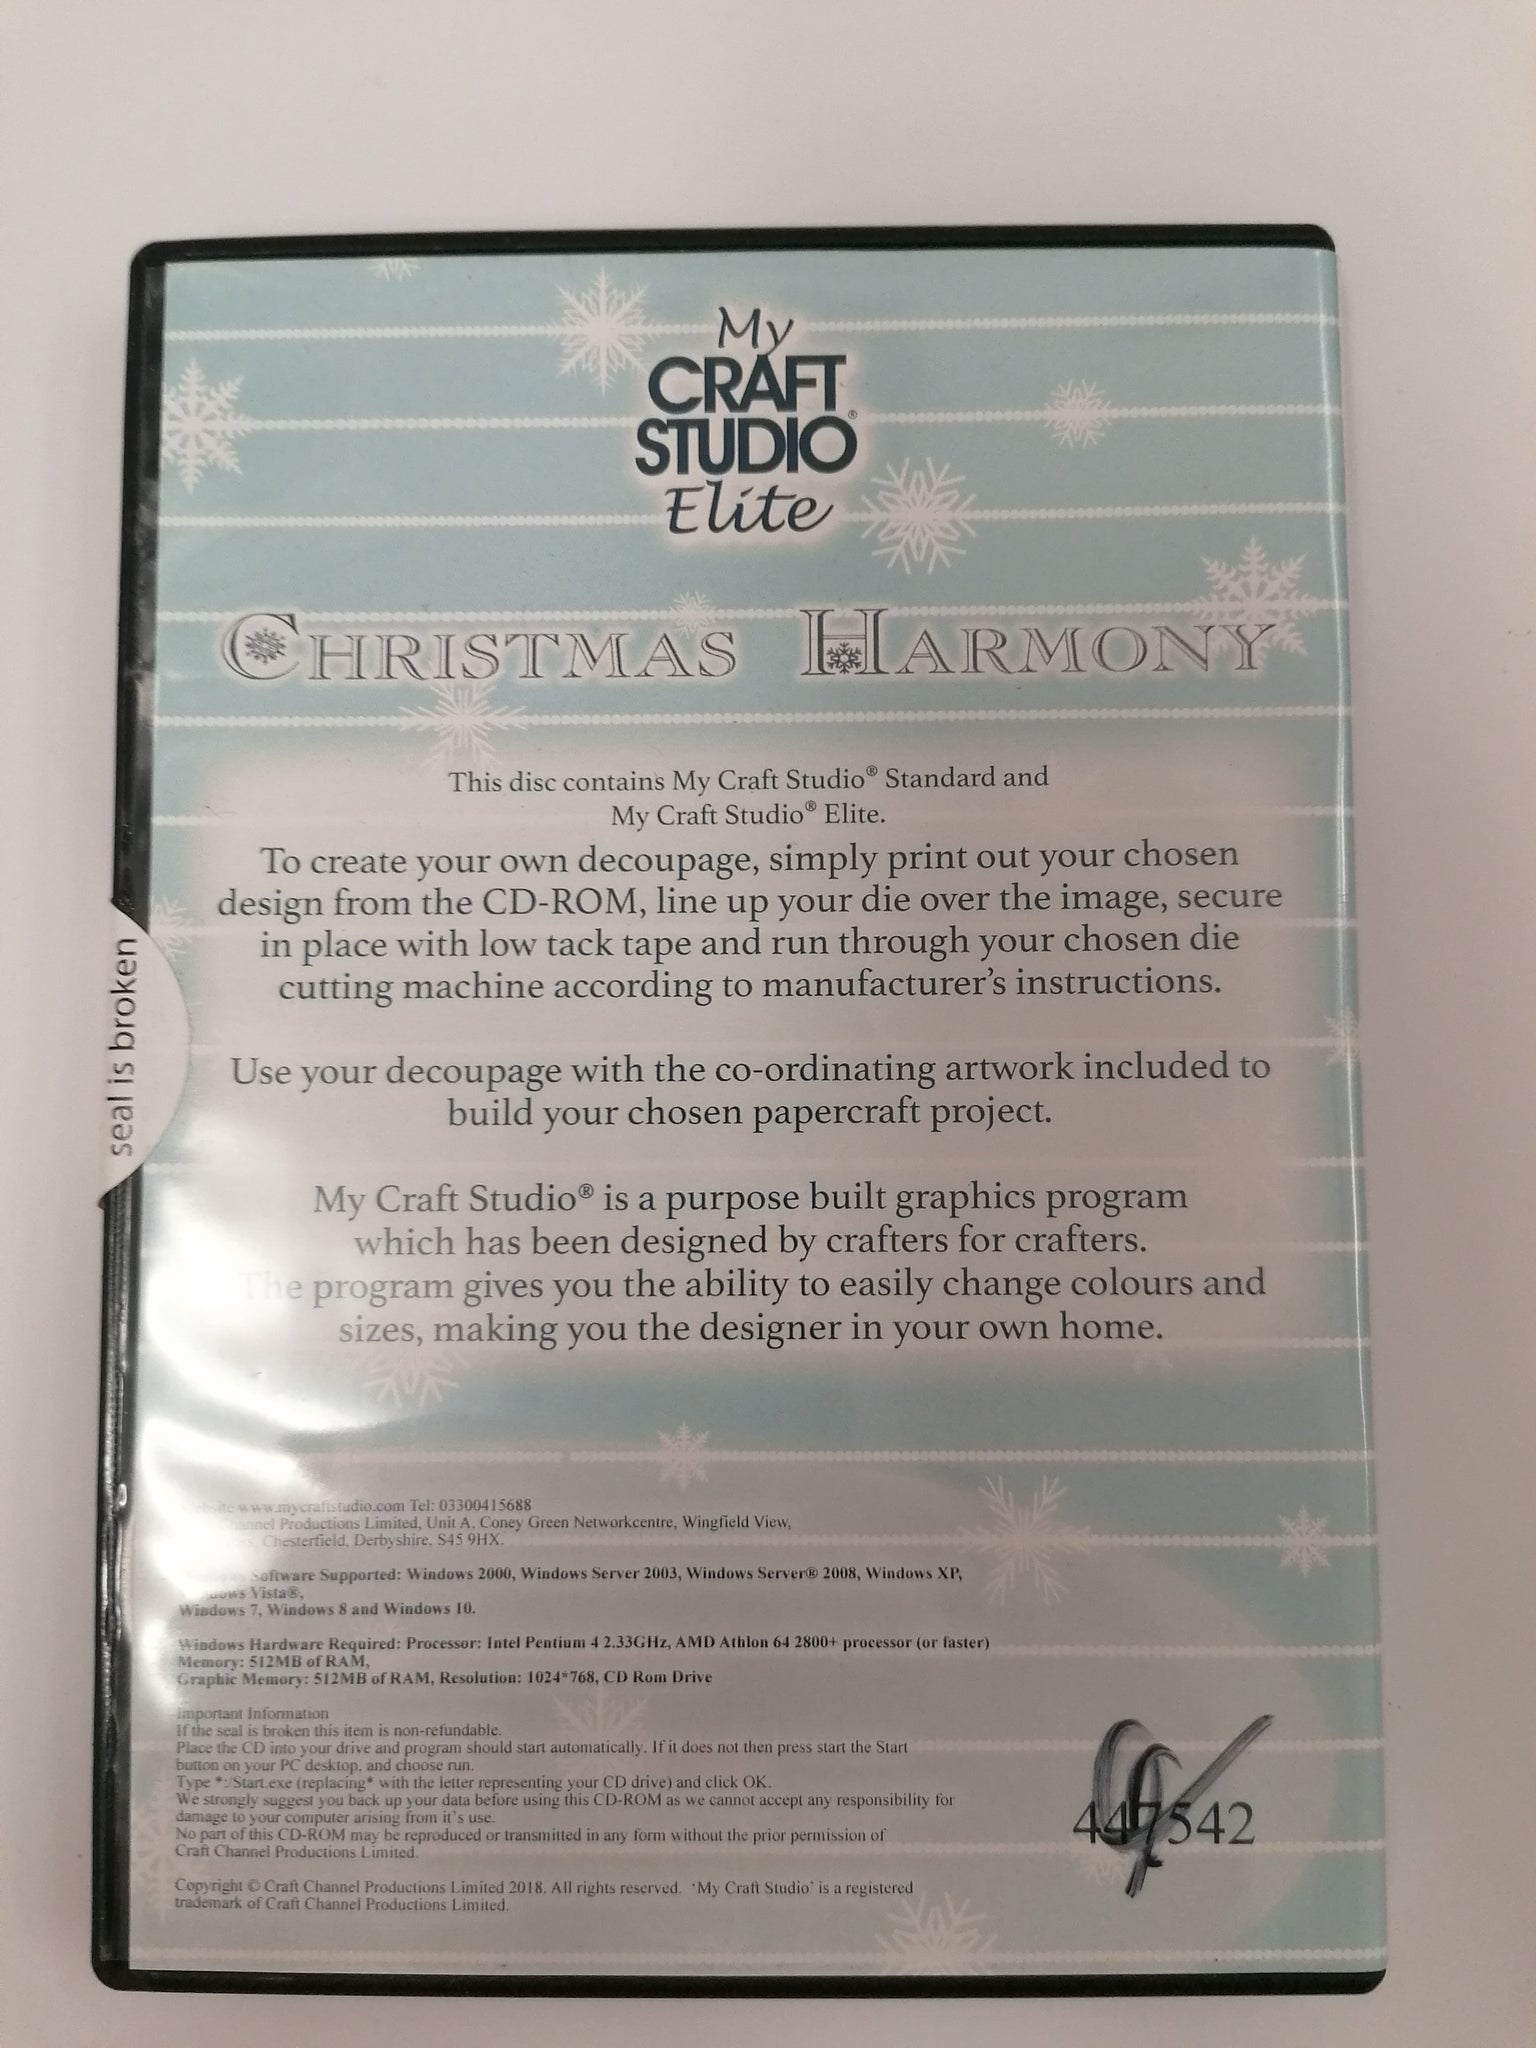 My
CRAFT
STUDIO®
Elite
CHRISTMAS HARMONY
This disc contains My Craft Studio® Standard and
My Craft Studio® Elite.
To create your own decoupage, simply print out your chosen
design from the CD-ROM, line up your die over the image, secure
in place with low tack tape and run through your chosen die
cutting machine according to manufacturer's instructions.
Use your decoupage with the co-ordinating artwork included to
build your chosen papercraft project.
My Craft Studio® is a purpose built graphics program
which has been designed by crafters for crafters.
The program gives you the ability to easily change colours and
sizes, making you the designer in your own home.
seal is broken
www.mycraftstudio.com Tel: 03300415688
Channel Productions Limited, Unit A, Coney Green Networkcentre, Wingfield View,
Chesterfield, Derbyshire, S45 9HX.
Software Supported: Windows 2000, Windows Server 2003, Windows Server® 2008, Windows XP,
Windows Vista®,
Windows 7, Windows 8 and Windows 10.
Windows Hardware Required: Processor: Intel Pentium 4 2.33GHz, AMD Athlon 64 2800+ processor (or faster)
Memory: 512MB of RAM,
Graphic Memory: 512MB of RAM, Resolution: 1024*768, CD Rom Drive
Important Information
If the seal is broken this item is non-refundable.
Place the CD into your drive and program should start automatically. If it does not then press start the Start
button on your PC desktop, and choose run.
Type *:/Start.exe (replacing* with the letter representing your CD drive) and click OK.
We strongly suggest you back up your data before using this CD-ROM as we cannot accept any responsibility for
damage to your computer arising from it's use.
No part of this CD-ROM may be reproduced or transmitted in any form without the prior permission of
Craft Channel Productions Limited.
Copyright © Craft Channel Productions Limited 2018. All rights reserved. 'My Craft Studio' is a registered
trademark of Craft Channel Productions Limited.
447542